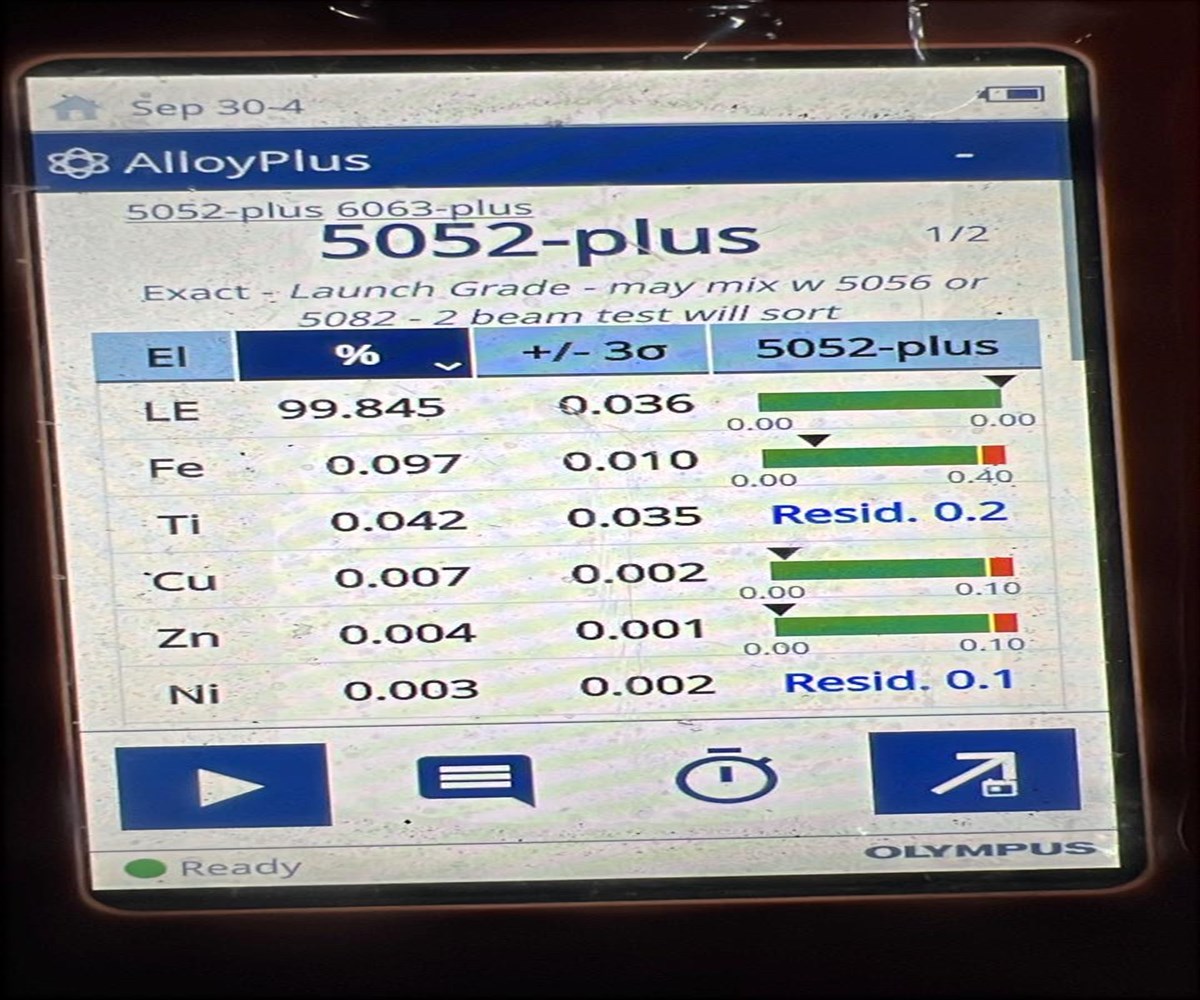 Sep 30-4
AlloyPlus
5052-plus 6063-plus
5052-plus 1/2
Exact - Launch Grade - may mix w 5056 or
5082 - 2 beam test will sort
El % +/- 3σ 5052-plus
LE 99.845 0.036 0.00 0.00
Fe 0.097 0.010 0.00 0.40
Ti 0.042 0.035 Resid. 0.2
Cu 0.007 0.002 0.00 0.10
Zn 0.004 0.001 0.00 0.10
Ni 0.003 0.002 Resid. 0.1
Ready OLYMPUS